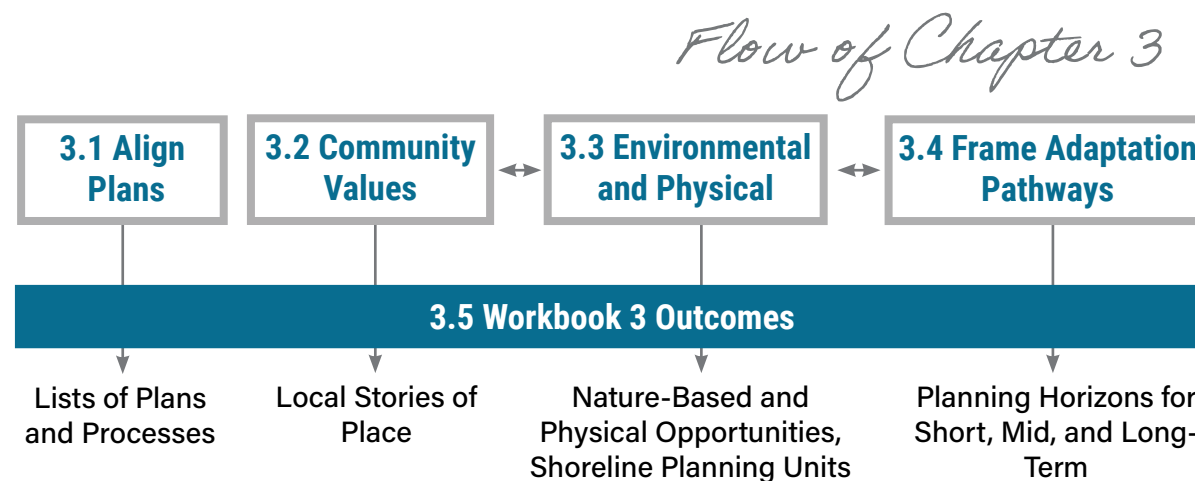 Flow of Chapter 3
3.1 Align
Plans
3.2 Community
Values
3.3 Environmental
and Physical
3.4 Frame Adaptation
Pathways
3.5 Workbook 3 Outcomes
Lists of Plans
and Processes
Local Stories of
Place
Nature-Based and
Physical Opportunities,
Shoreline Planning Units
Planning Horizons for
Short, Mid, and Long-
Term